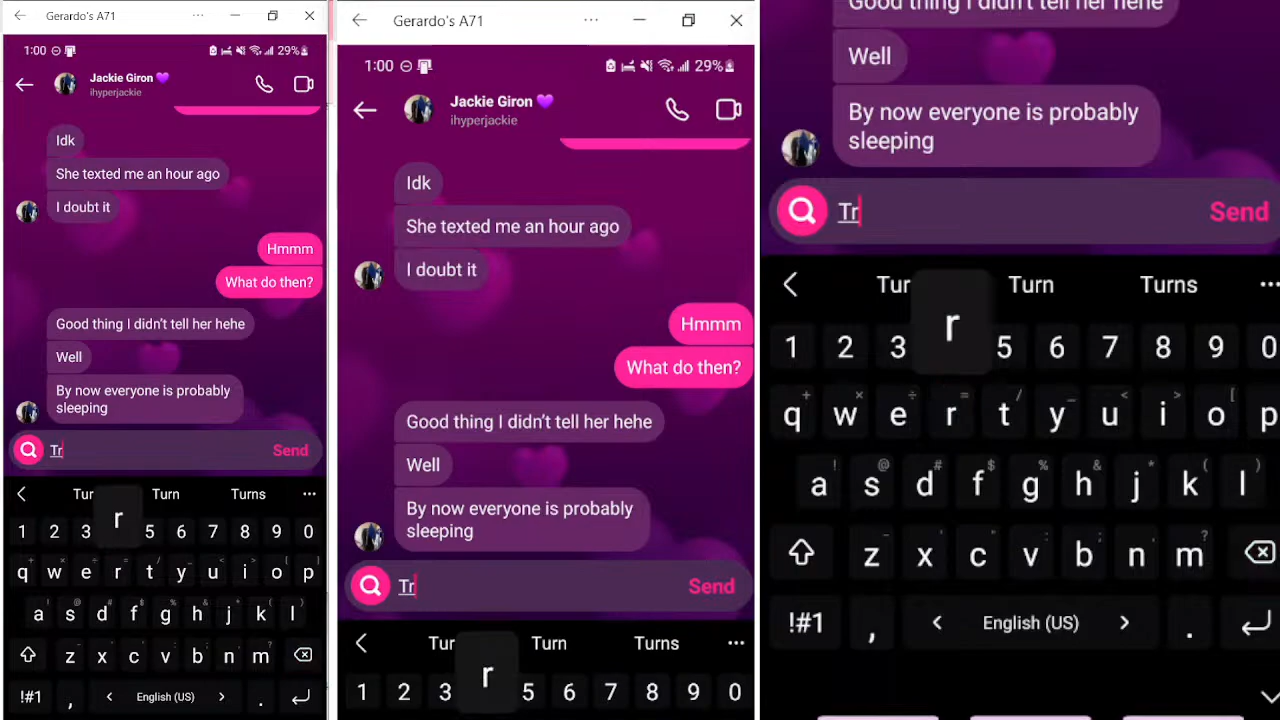 Gerardo's A71
1:00
29%
Jackie Giron 💜
ihyperjackie
Idk
She texted me an hour ago
I doubt it
Hmmm
What do then?
Good thing I didn't tell her hehe
Well
By now everyone is probably
sleeping
Tr
Send
Tur Turn Turns
r
1 2 3 5 6 7 8 9 0
q w e r t y u i o p
a s d f g h j k l
z x c v b n m
!#1 , English (US) .
Gerardo's A71
1:00
29%
Jackie Giron 💜
ihyperjackie
Idk
She texted me an hour ago
I doubt it
Hmmm
What do then?
Good thing I didn't tell her hehe
Well
By now everyone is probably
sleeping
Tr
Send
Tur Turn Turns
r
1 2 3 5 6 7 8 9 0
Good thing I didn't tell her hehe
Well
By now everyone is probably
sleeping
Tr
Send
Tur Turn Turns
r
1 2 3 5 6 7 8 9 0
q w e r t y u i o p
a s d f g h j k l
z x c v b n m
!#1 , English (US) .